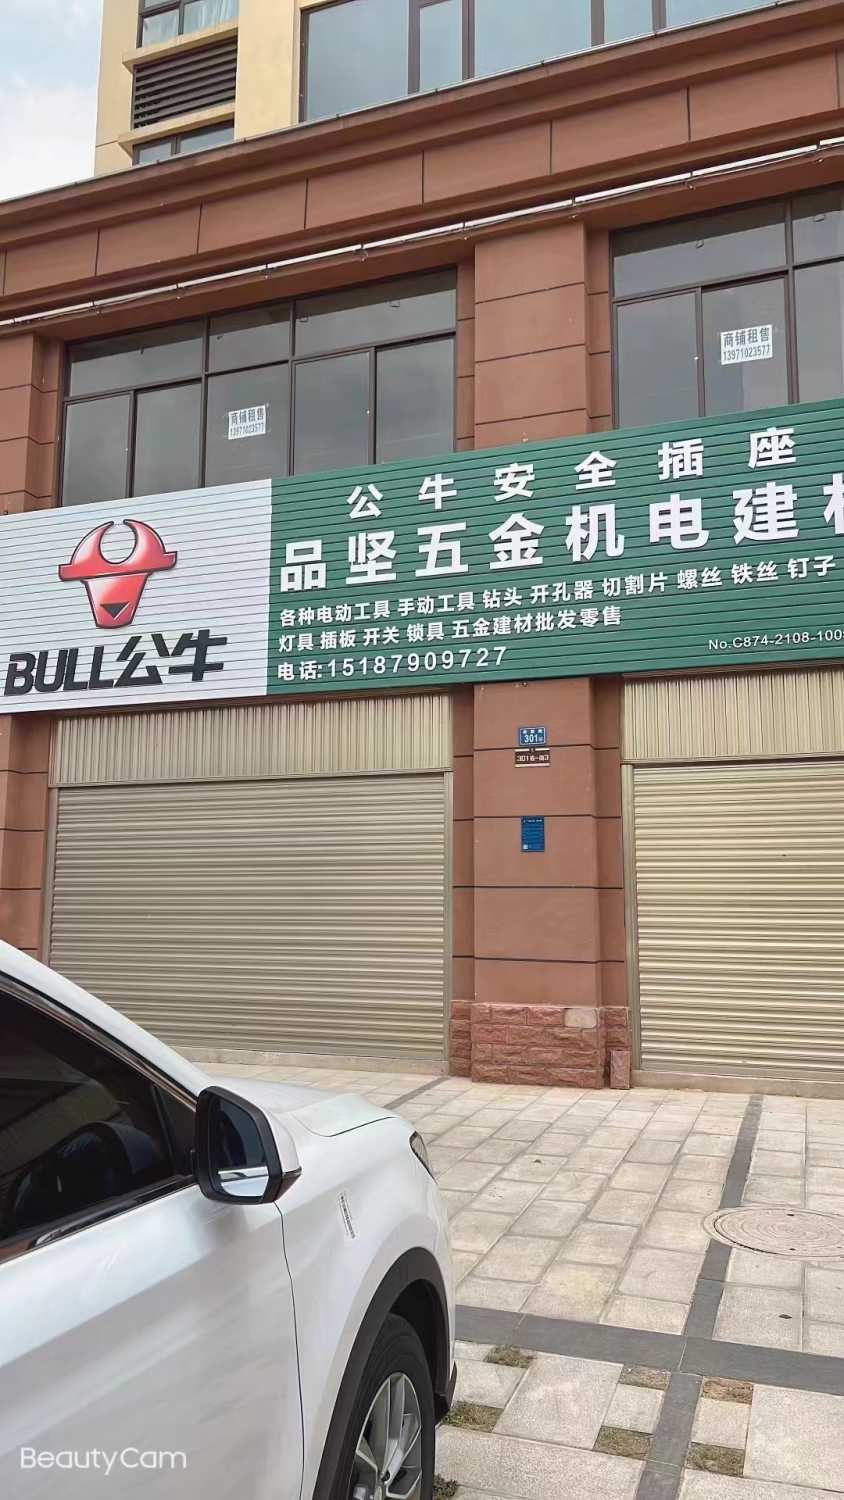 商铺租售
13971023577
商铺租售
13971023577
公牛安全插座
品坚五金机电建材
各种电动工具 手动工具 钻头 开孔器 切割片 螺丝 铁丝 钉子
灯具 插板 开关 锁具 五金建材批发零售
电话:15187909727
No.C874-2108-1005
BULL公牛
301
BeautyCam